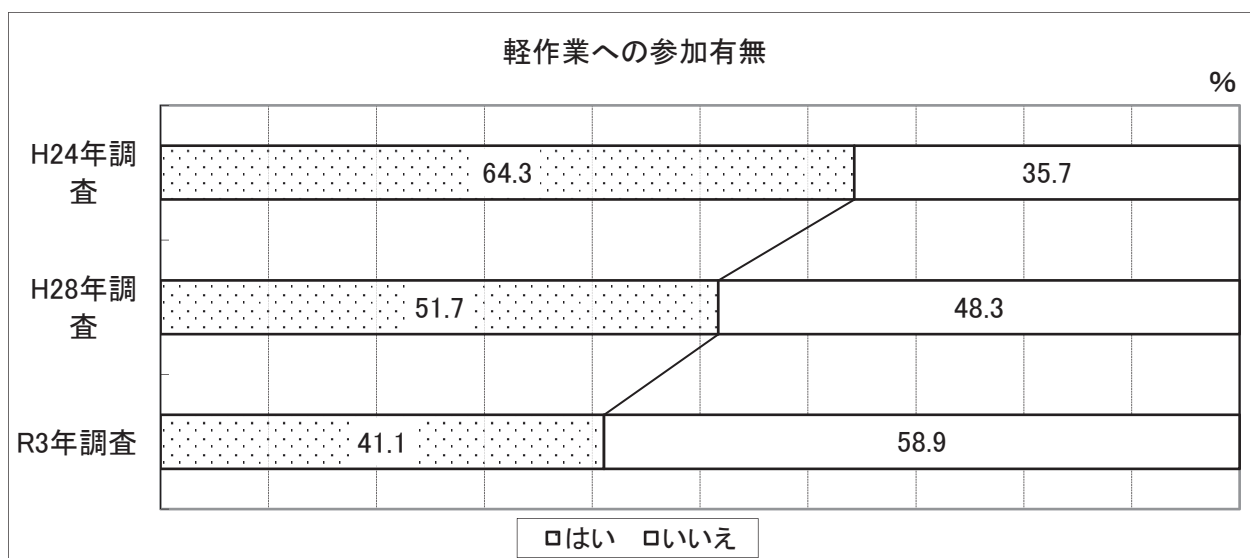 軽作業への参加有無
%
H24年調
査
64.3
35.7
H28年調
査
51.7
48.3
R3年調査
41.1
58.9
はい いいえ